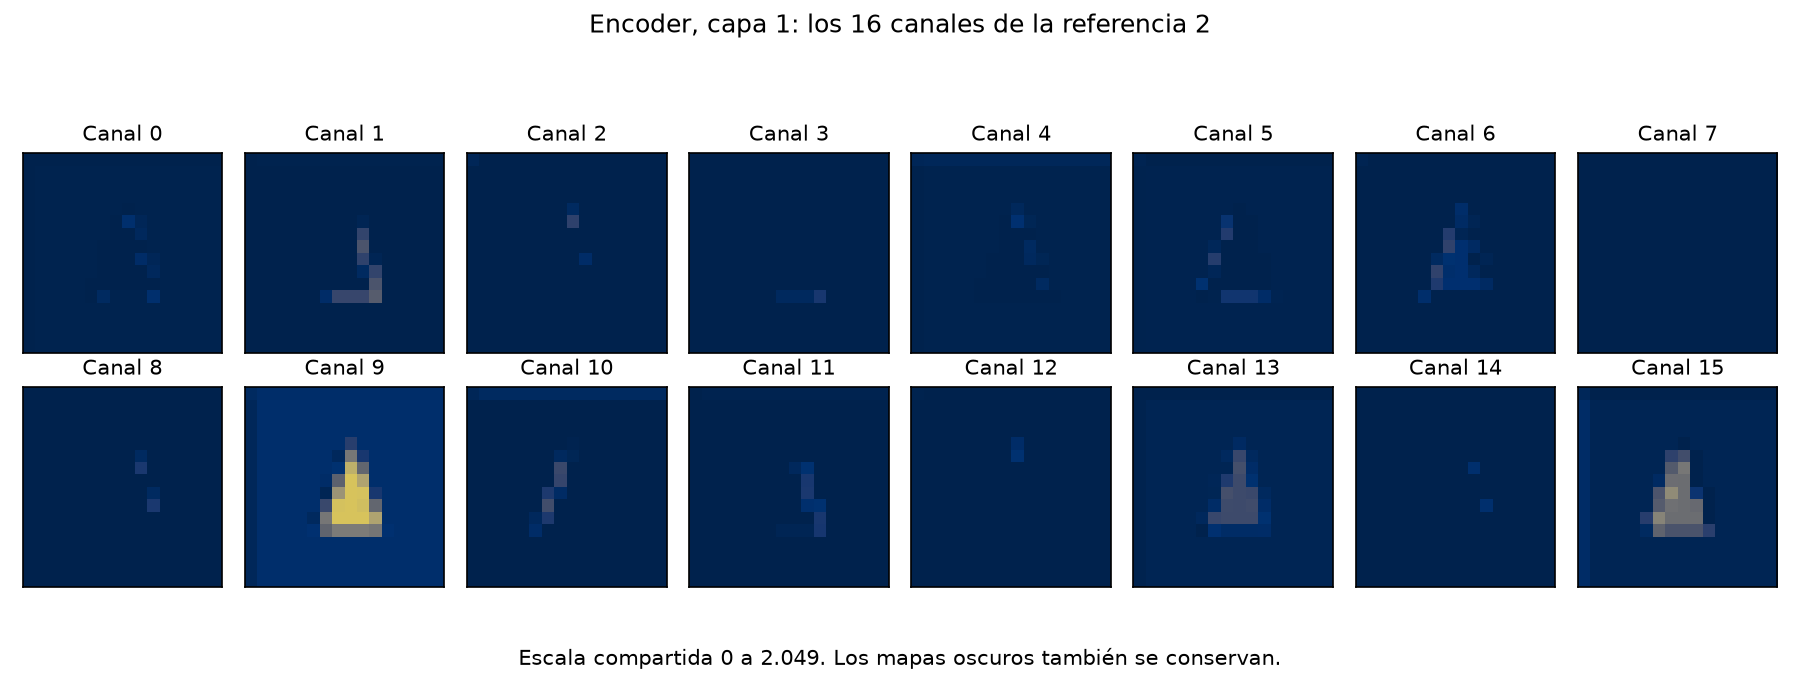 Encoder, capa 1: los 16 canales de la referencia 2
Canal 0 Canal 1 Canal 2 Canal 3 Canal 4 Canal 5 Canal 6 Canal 7
Canal 8 Canal 9 Canal 10 Canal 11 Canal 12 Canal 13 Canal 14 Canal 15
Escala compartida 0 a 2.049. Los mapas oscuros también se conservan.